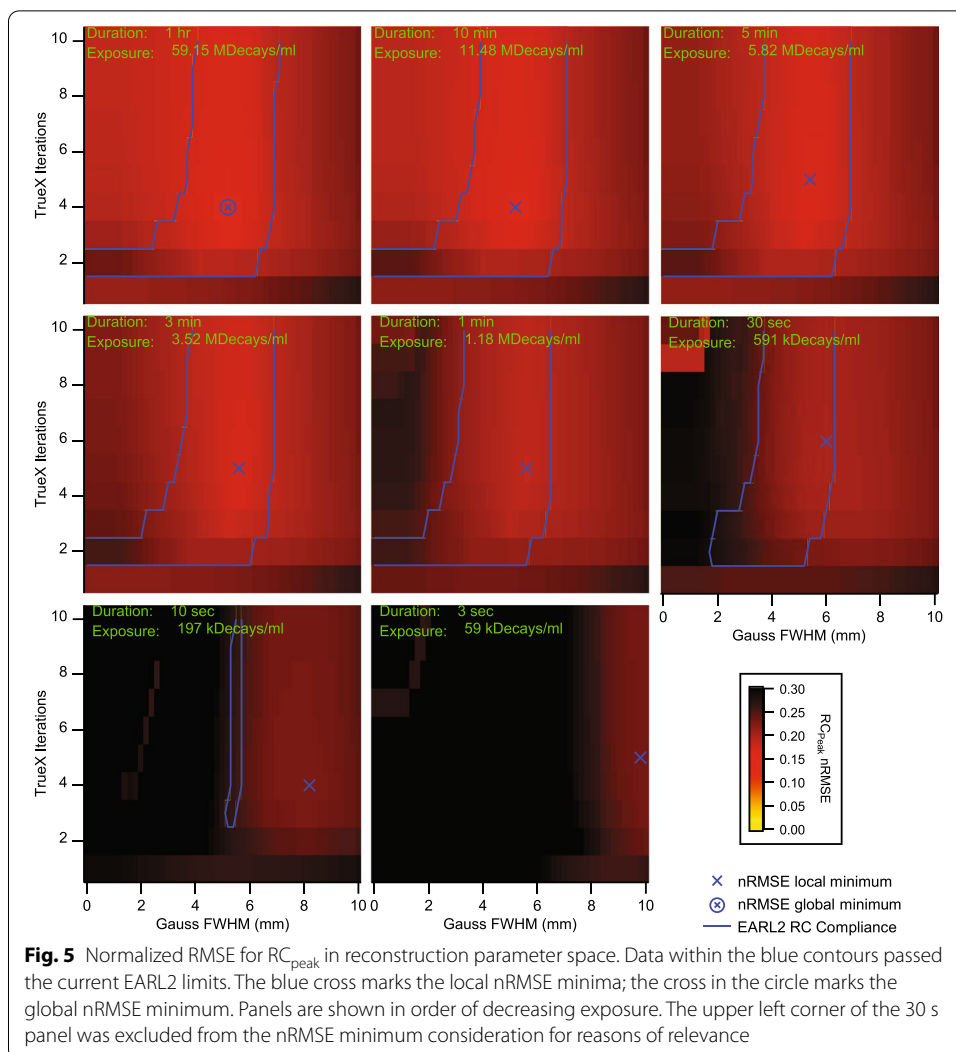 Duration: 1 hr
Exposure: 59.15 MDecays/ml
Duration: 10 min
Exposure: 11.48 MDecays/ml
Duration: 5 min
Exposure: 5.82 MDecays/ml
TrueX Iterations
10
8
6
4
2
Duration: 3 min
Exposure: 3.52 MDecays/ml
Duration: 1 min
Exposure: 1.18 MDecays/ml
Duration: 30 sec
Exposure: 591 kDecays/ml
TrueX Iterations
10
8
6
4
2
0 2 4 6 8 10
Gauss FWHM (mm)
Duration: 10 sec
Exposure: 197 kDecays/ml
Duration: 3 sec
Exposure: 59 kDecays/ml
TrueX Iterations
10
8
6
4
2
0 2 4 6 8 10
Gauss FWHM (mm)
0 2 4 6 8 10
Gauss FWHM (mm)
0.30
0.25
0.20
0.15
0.10
0.05
0.00
RCPeak nRMSE
nRMSE local minimum
nRMSE global minimum
EARL2 RC Compliance
Fig. 5 Normalized RMSE for RCpeak in reconstruction parameter space. Data within the blue contours passed
the current EARL2 limits. The blue cross marks the local nRMSE minima; the cross in the circle marks the
global nRMSE minimum. Panels are shown in order of decreasing exposure. The upper left corner of the 30 s
panel was excluded from the nRMSE minimum consideration for reasons of relevance